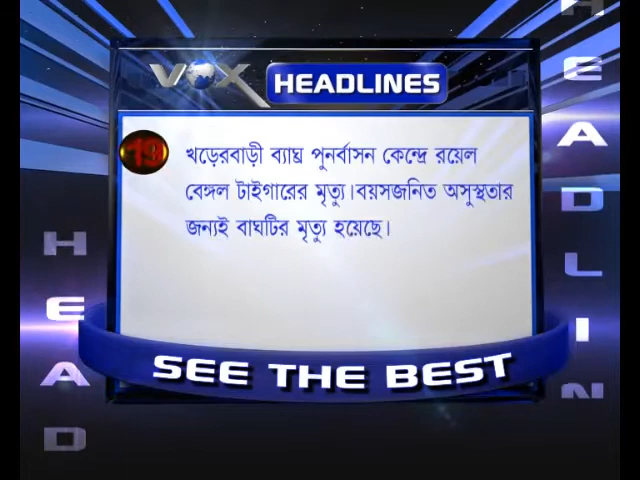 VOX HEADLINES
19
খড়েরবাড়ী ব্যাঘ্র পুনর্বাসন কেন্দ্রে রয়েল
বেঙ্গল টাইগারের মৃত্যু।বয়সজনিত অসুস্থতার
জন্যই বাঘটির মৃত্যু হয়েছে।
SEE THE BEST
HEAD
HEADLIN